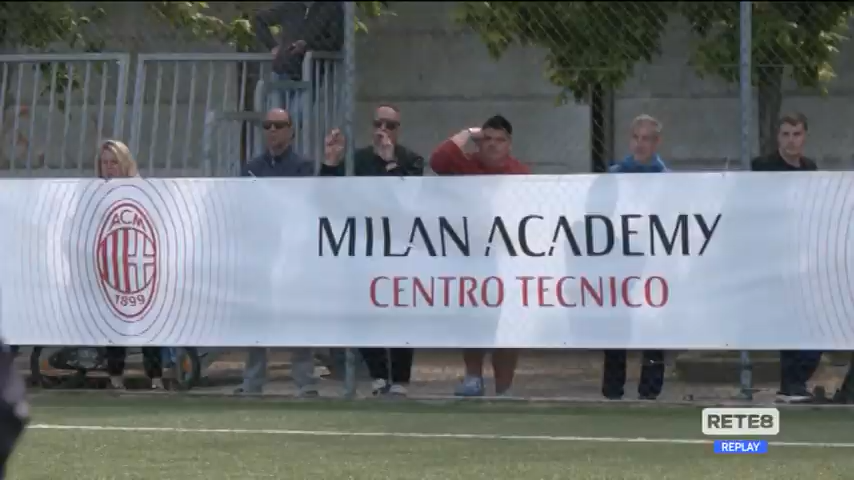 ACM
1899
MILAN ACADEMY
CENTRO TECNICO
RETE8
REPLAY